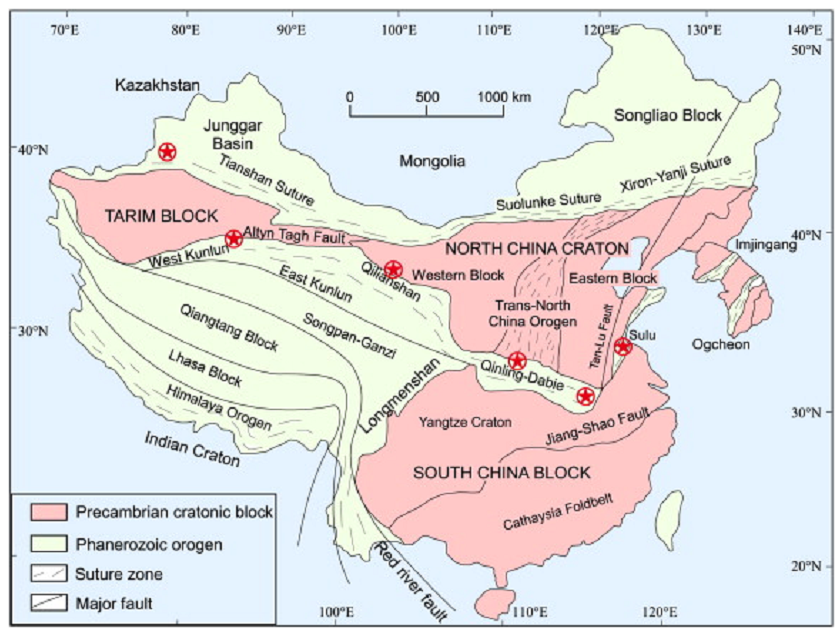 70°E 80°E 90°E 100°E 110°E 120°E 130°E 140°E
50°N
Kazakhstan
0 500 1000 km
Junggar
Basin
Songliao Block
40°N
Mongolia
Tianshan Suture
Xiron-Yanji Suture
Suolunke Suture
TARIM BLOCK
Altyn Tagh Fault
40°N
NORTH CHINA CRATON
Imjingang
West Kunlun
Qilianshan
Western Block
Eastern Block
East Kunlun
Trans-North
China Orogen
30°N
Qiangtang Block
Songpan-Ganzi
Tan-Lu Fault
Sulu
Ogcheon
Lhasa Block
Qinling-Dabie
Himalaya Orogen
Longmenshan
30°N
Yangtze Craton
Jiang-Shao Fault
Indian Craton
SOUTH CHINA BLOCK
Cathaysia Foldbelt
Precambrian cratonic block
Phanerozoic orogen
Suture zone
Major fault
Red river fault
20°N
100°E 110°E 120°E